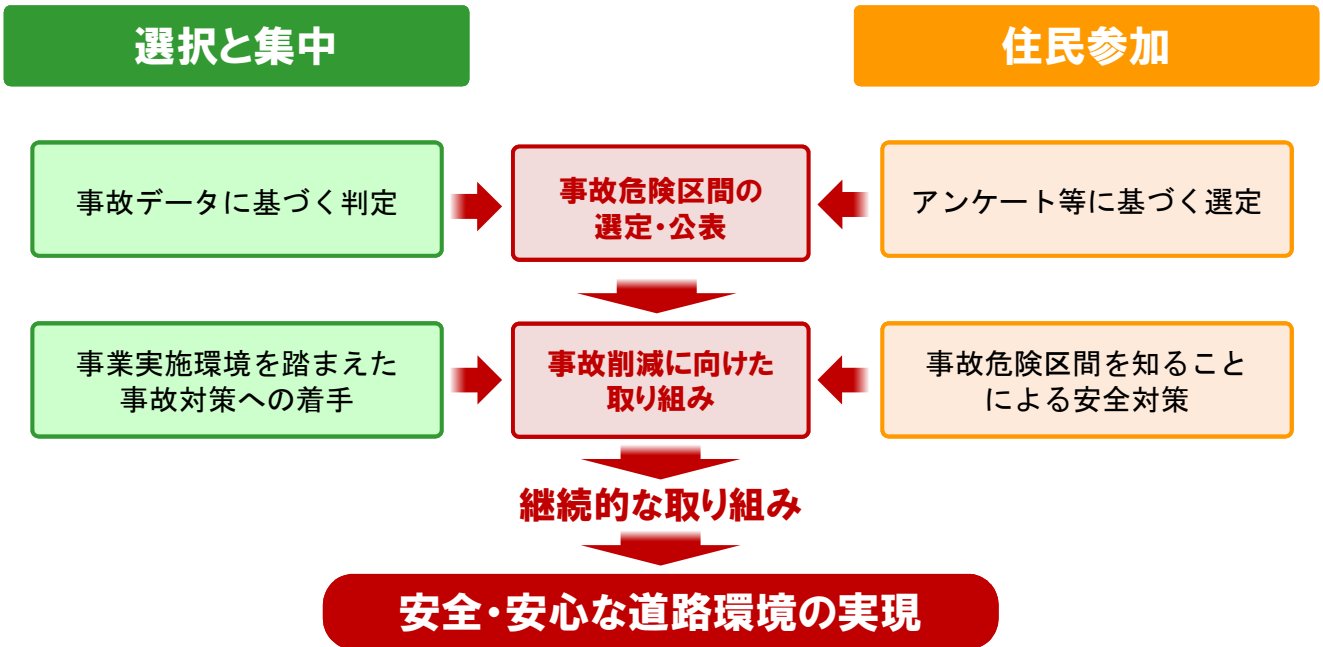 選択と集中
住民参加
事故データに基づく判定
事故危険区間の
選定・公表
アンケート等に基づく選定
事業実施環境を踏まえた
事故対策への着手
事故削減に向けた
取り組み
事故危険区間を知ること
による安全対策
継続的な取り組み
安全・安心な道路環境の実現